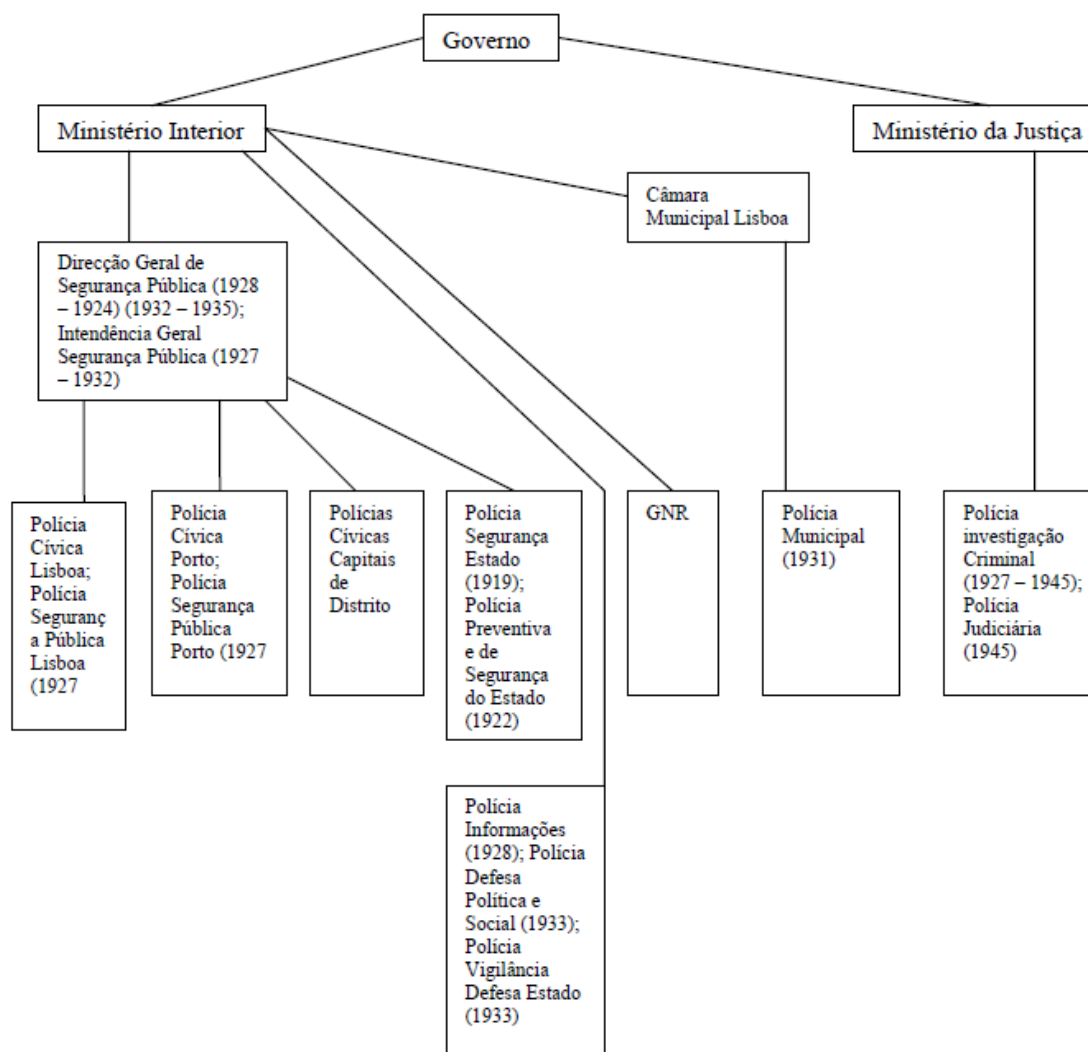 Governo
Ministério Interior
Ministério da Justiça
Câmara
Municipal Lisboa
Direcção Geral de
Segurança Pública (1928
– 1924) (1932 – 1935);
Intendência Geral
Segurança Pública (1927
– 1932)
Polícia
Cívica
Lisboa;
Polícia
Seguranç
a Pública
Lisboa
(1927
Polícia
Cívica
Porto;
Polícia
Segurança
Pública
Porto (1927
Polícias
Cívicas
Capitais
de
Distrito
Polícia
Segurança
Estado
(1919);
Polícia
Preventiva
e de
Segurança
do Estado
(1922)
GNR
Polícia
Municipal
(1931)
Polícia
investigação
Criminal
(1927 – 1945);
Polícia
Judiciária
(1945)
Polícia
Informações
(1928); Polícia
Defesa
Política e
Social (1933);
Polícia
Vigilância
Defesa Estado
(1933)